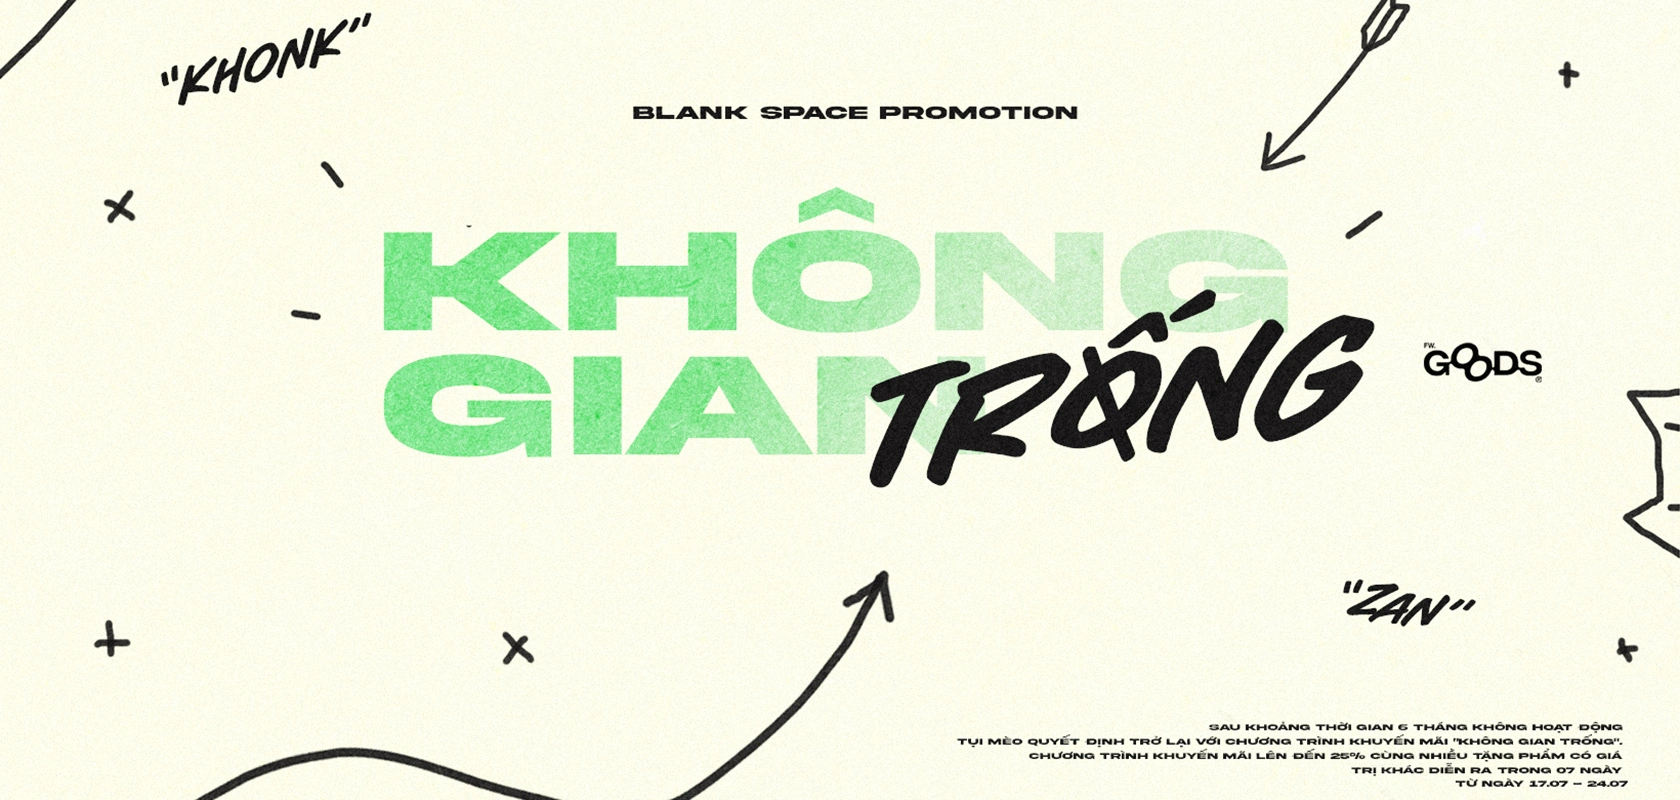 "KHONK"
BLANK SPACE PROMOTION
KHÔNG
GIAN
TRỐNG
FW.
GOODS
"ZAN"
SAU KHOẢNG THỜI GIAN 6 THÁNG KHÔNG HOẠT ĐỘNG
TỤI MÈO QUYẾT ĐỊNH TRỞ LẠI VỚI CHƯƠNG TRÌNH KHUYẾN MÃI "KHÔNG GIAN TRỐNG".
CHƯƠNG TRÌNH KHUYẾN MÃI LÊN ĐẾN 25% CÙNG NHIỀU TẶNG PHẨM CÓ GIÁ
TRỊ KHÁC DIỄN RA TRONG 07 NGÀY
TỪ NGÀY 17.07 – 24.07